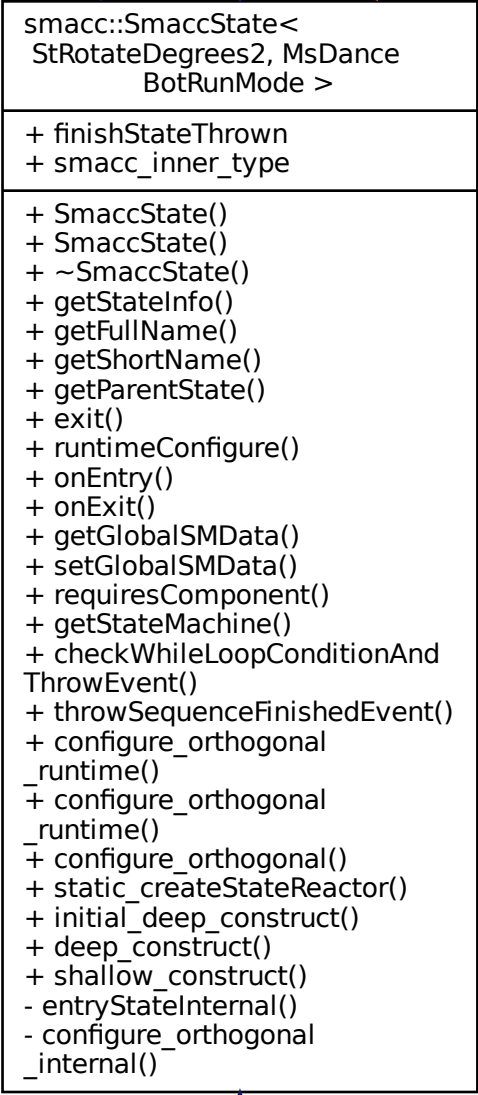 smacc::SmaccState<
StRotateDegrees2, MsDance
BotRunMode >
+ finishStateThrown
+ smacc_inner_type
+ SmaccState()
+ SmaccState()
+ ~SmaccState()
+ getStateInfo()
+ getFullName()
+ getShortName()
+ getParentState()
+ exit()
+ runtimeConfigure()
+ onEntry()
+ onExit()
+ getGlobalSMData()
+ setGlobalSMData()
+ requiresComponent()
+ getStateMachine()
+ checkWhileLoopConditionAnd
ThrowEvent()
+ throwSequenceFinishedEvent()
+ configure_orthogonal
_runtime()
+ configure_orthogonal
_runtime()
+ configure_orthogonal()
+ static_createStateReactor()
+ initial_deep_construct()
+ deep_construct()
+ shallow_construct()
- entryStateInternal()
- configure_orthogonal
_internal()